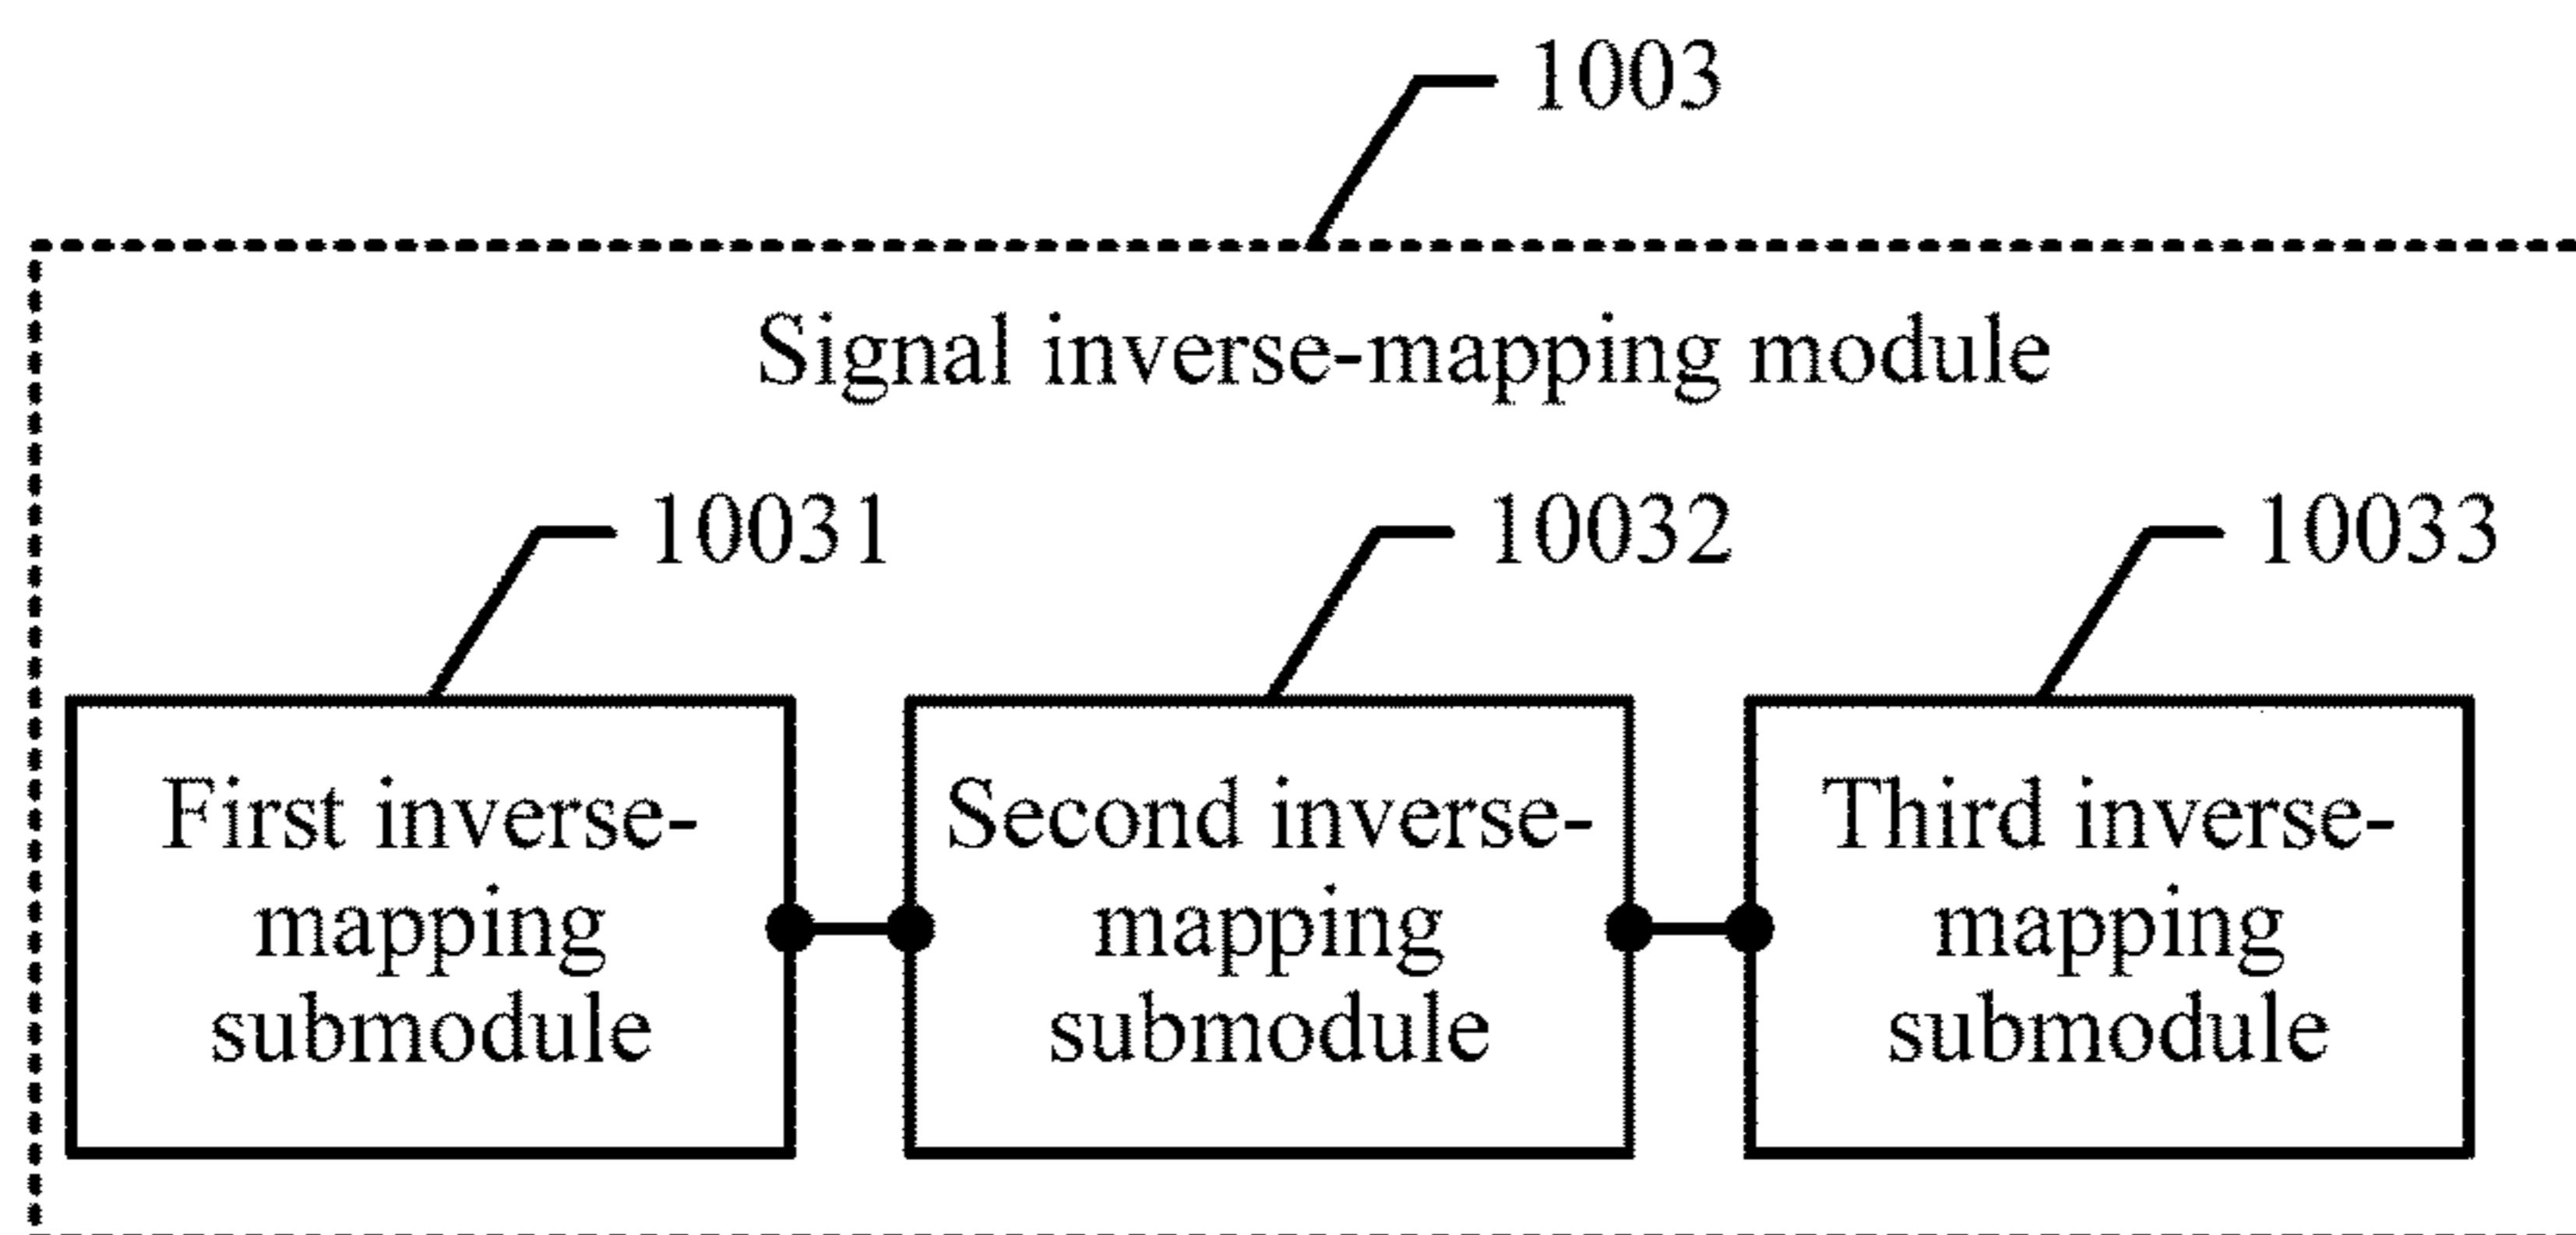 1003
Signal inverse-mapping module
10031
10032
10033
First inverse-
mapping
submodule
Second inverse-
mapping
submodule
Third inverse-
mapping
submodule